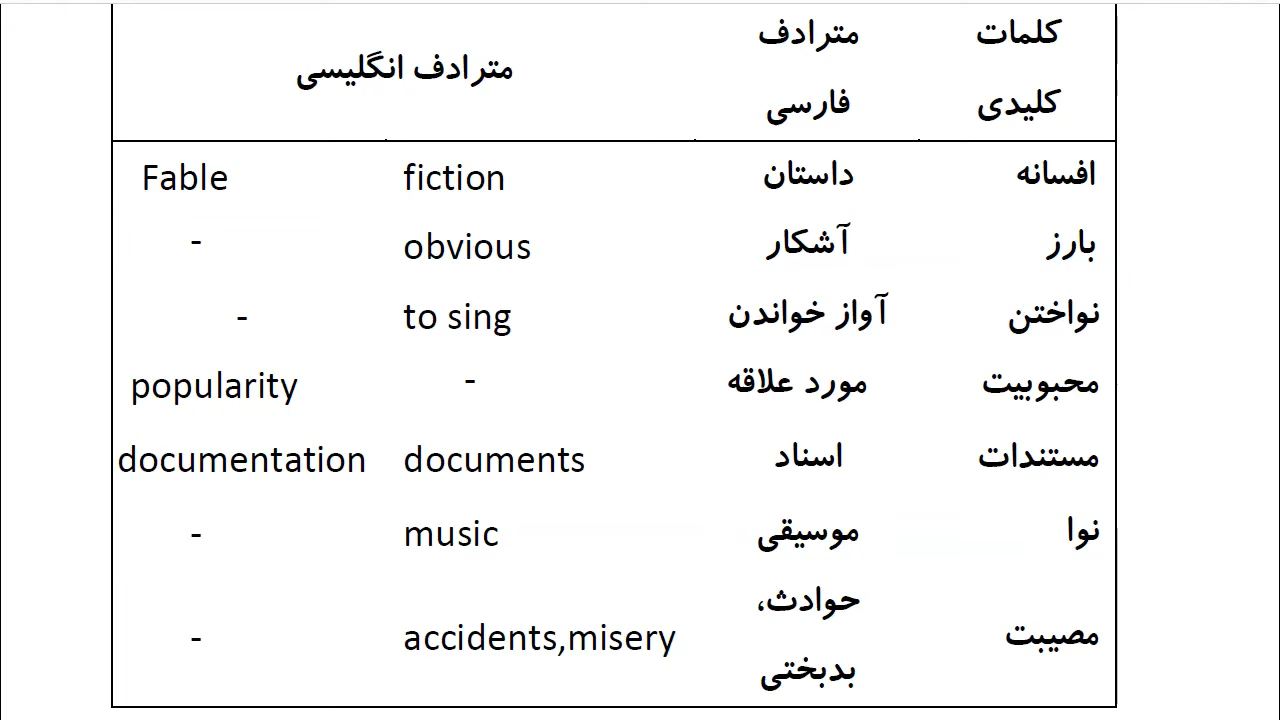 کلمات کلیدی مترادف فارسی مترادف انگلیسی
افسانه داستان fiction Fable
بارز آشکار obvious -
نواختن آواز خواندن to sing -
محبوبیت مورد علاقه - popularity
مستندات اسناد documents documentation
نوا موسیقی music -
مصیبت حوادث، بدبختی accidents,misery -